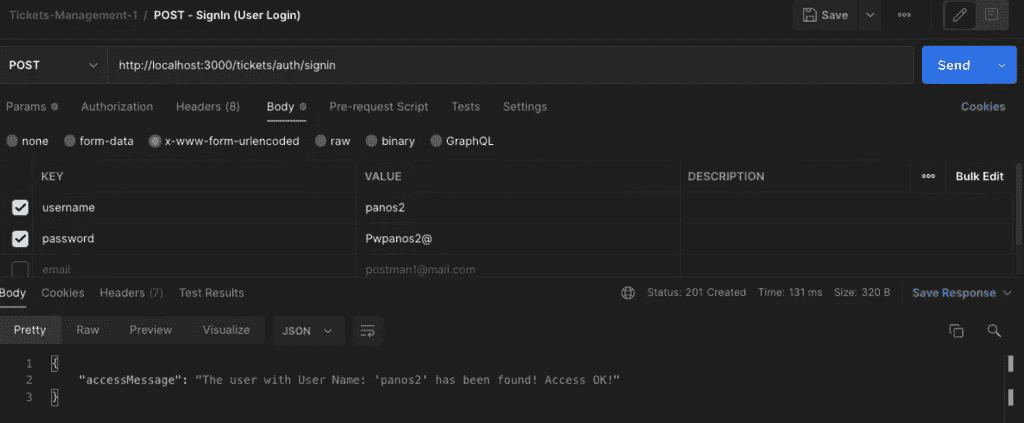 Tickets-Management-1 / POST - SignIn (User Login) Save ooo
POST http://localhost:3000/tickets/auth/signin Send
Params Authorization Headers (8) Body Pre-request Script Tests Settings Cookies
none form-data x-www-form-urlencoded raw binary GraphQL
KEY VALUE DESCRIPTION ooo Bulk Edit
username panos2
password Pwpanos2@
email postman1@mail.com
Body Cookies Headers (7) Test Results Status: 201 Created Time: 131 ms Size: 320 B Save Response
Pretty Raw Preview Visualize JSON
1 {
2 "accessMessage": "The user with User Name: 'panos2' has been found! Access OK!"
3 }